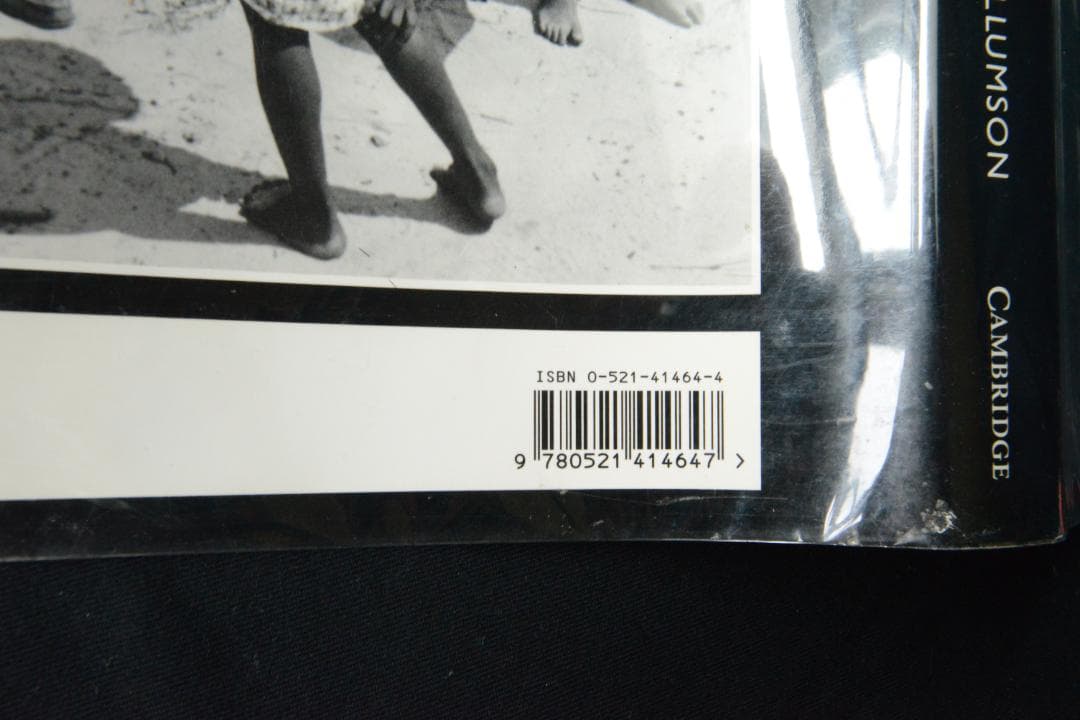 LLUMSON
CAMBRIDGE
ISBN 0-521-41464-4
9 780521 414647 >